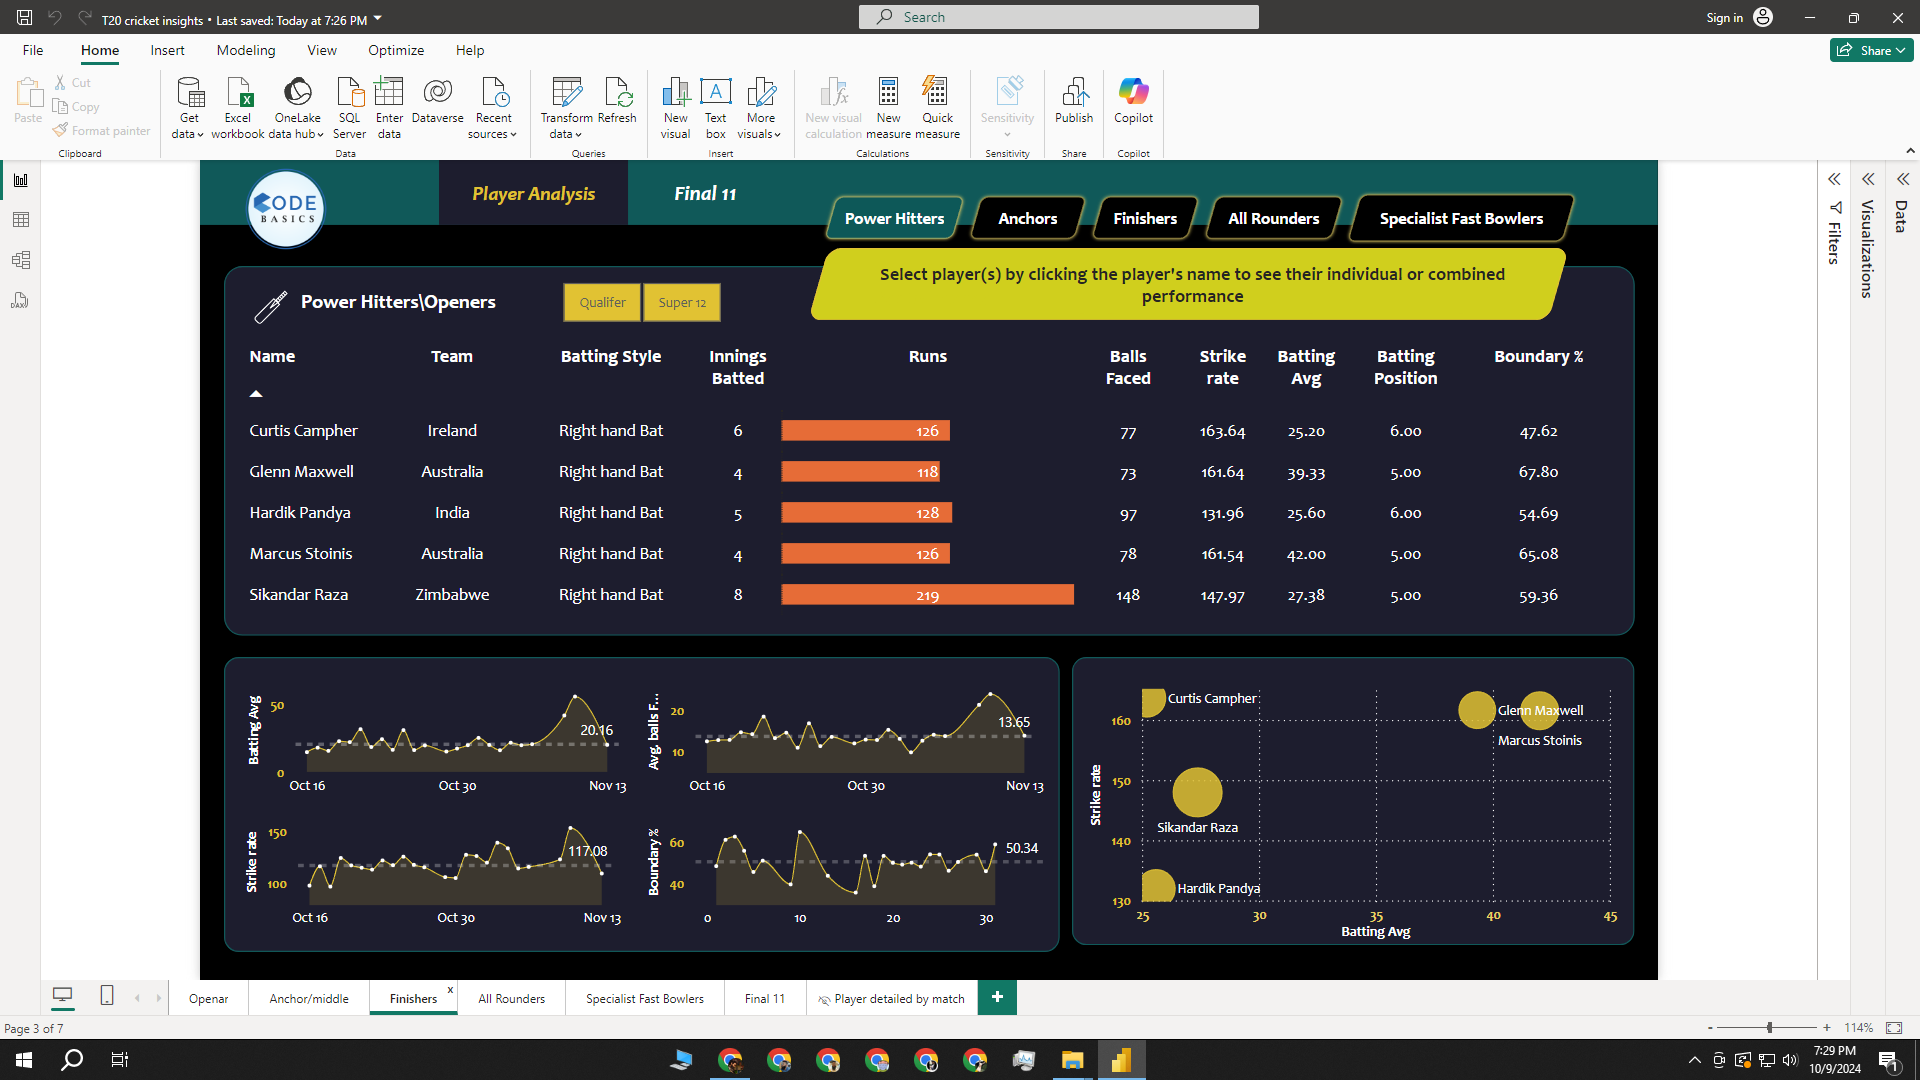 T20 cricket insights • Last saved: Today at 7:26 PM
Search
Sign in
File Home Insert Modeling View Optimize Help
Share
Paste
Cut
Copy
Format painter
Clipboard
Get data
Excel workbook
OneLake data hub
SQL Server
Enter data
Dataverse
Recent sources
Data
Transform data
Refresh
Queries
New visual
Text box
More visuals
Insert
New visual calculation
New measure
Quick measure
Calculations
Sensitivity
Sensitivity
Publish
Share
Copilot
Copilot
CODE
BASICS
Player Analysis
Final 11
Power Hitters
Anchors
Finishers
All Rounders
Specialist Fast Bowlers
Select player(s) by clicking the player's name to see their individual or combined
performance
Power Hitters\Openers
Qualifer
Super 12
Name Team Batting Style Innings Batted Runs Balls Faced Strike rate Batting Avg Batting Position Boundary %
Curtis Campher Ireland Right hand Bat 6 126 77 163.64 25.20 6.00 47.62
Glenn Maxwell Australia Right hand Bat 4 118 73 161.64 39.33 5.00 67.80
Hardik Pandya India Right hand Bat 5 128 97 131.96 25.60 6.00 54.69
Marcus Stoinis Australia Right hand Bat 4 126 78 161.54 42.00 5.00 65.08
Sikandar Raza Zimbabwe Right hand Bat 8 219 148 147.97 27.38 5.00 59.36
Batting Avg
50
0
20.16
Oct 16 Oct 30 Nov 13
Avg. balls F...
20
10
13.65
Oct 16 Oct 30 Nov 13
Strike rate
150
100
117.08
Oct 16 Oct 30 Nov 13
Boundary %
60
40
50.34
0 10 20 30
Strike rate
160
150
140
130
Curtis Campher
Glenn Maxwell
Marcus Stoinis
Sikandar Raza
Hardik Pandya
25 30 35 40 45
Batting Avg
Filters
Visualizations
Data
DAX
Openar
Anchor/middle
Finishers
x
All Rounders
Specialist Fast Bowlers
Final 11
Player detailed by match
+
Page 3 of 7
- + 114%
7:29 PM
10/9/2024
1